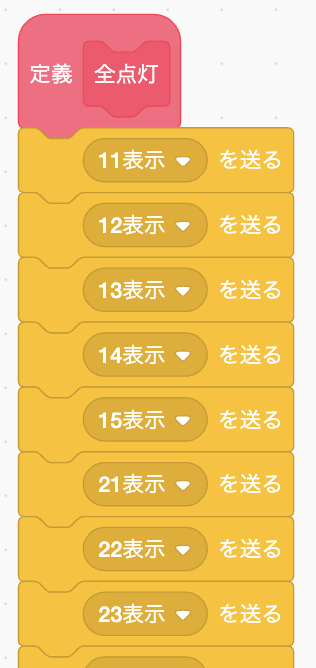 定義 全点灯
11表示 を送る
12表示 を送る
13表示 を送る
14表示 を送る
15表示 を送る
21表示 を送る
22表示 を送る
23表示 を送る